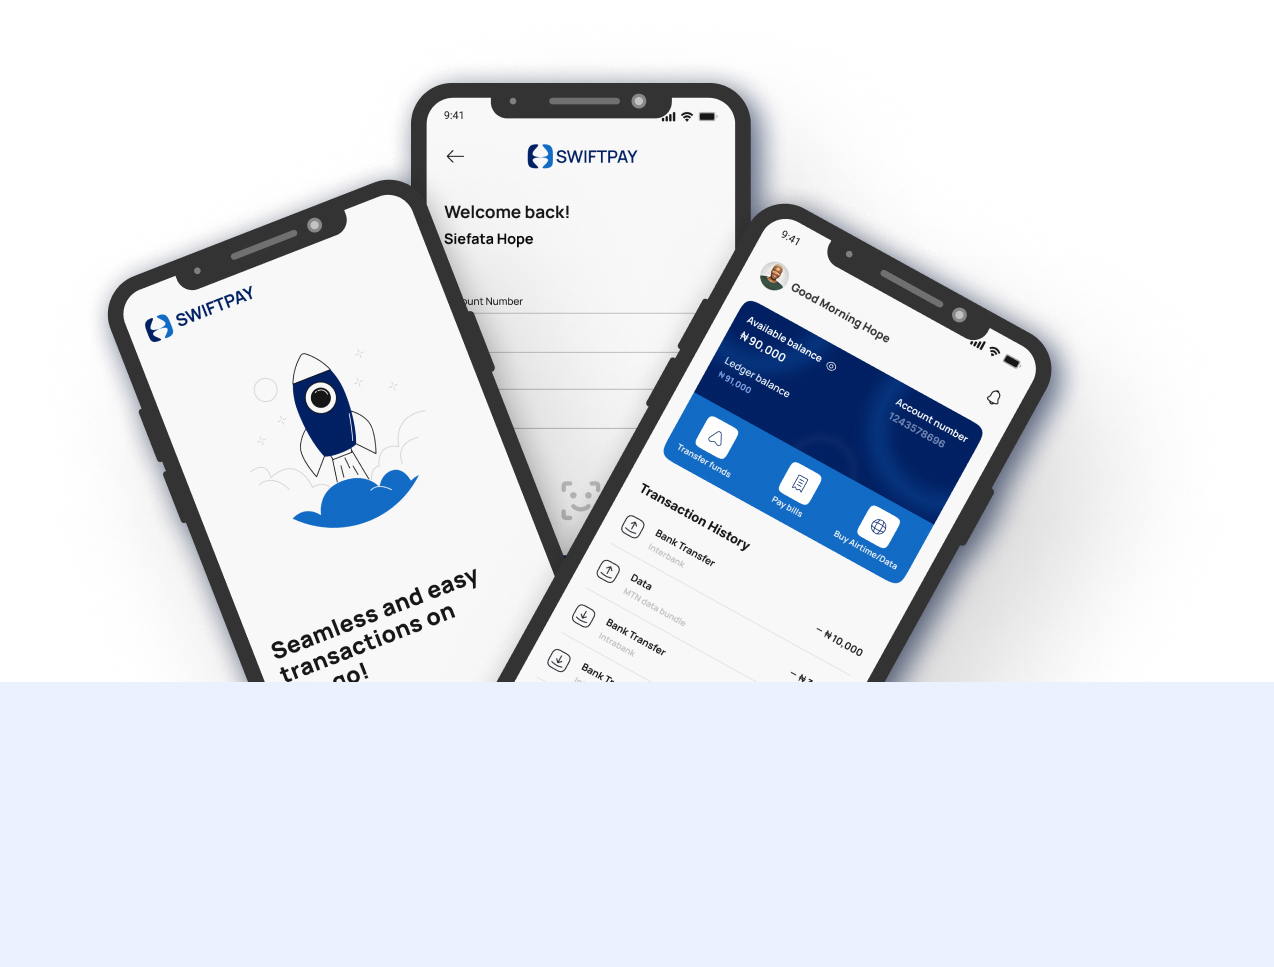 SWIFTPAY
Seamless and easy
transactions on
go!
9:41
SWIFTPAY
Welcome back!
Siefata Hope
Number
9:41
Good Morning Hope
Available balance
₦90,000
Ledger balance
₦91,000
Account number
1243578696
Transfer funds
Pay bills
Buy Airtime/Data
Transaction History
Bank Transfer
Interbank
– ₦10,000
Data
MTN data bundle
Bank Transfer
Intrabank
Bank